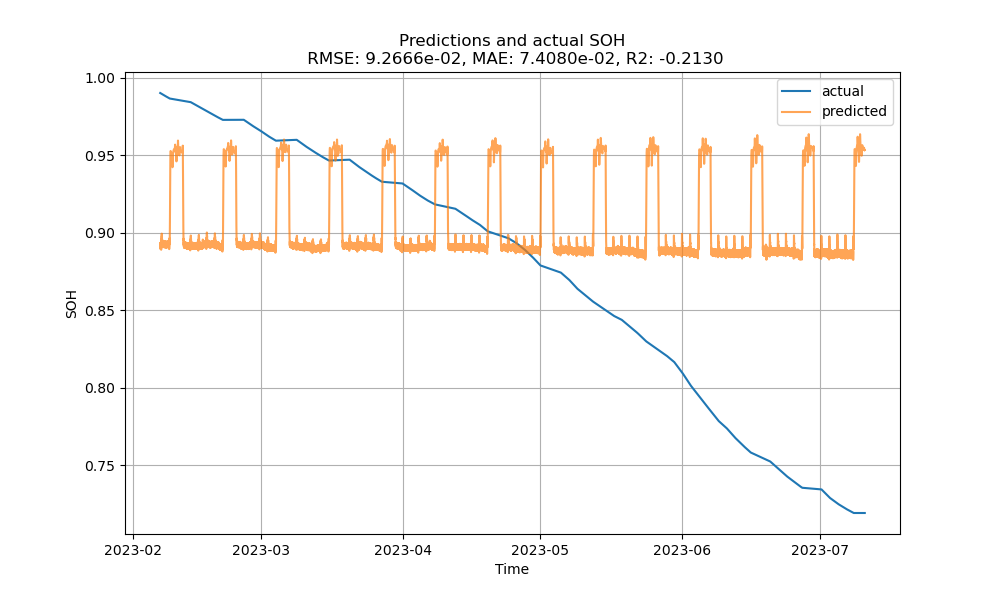 Predictions and actual SOH
RMSE: 9.2666e-02, MAE: 7.4080e-02, R2: -0.2130
actual
predicted
1.00
0.95
0.90
0.85
0.80
0.75
SOH
2023-02
2023-03
2023-04
2023-05
2023-06
2023-07
Time